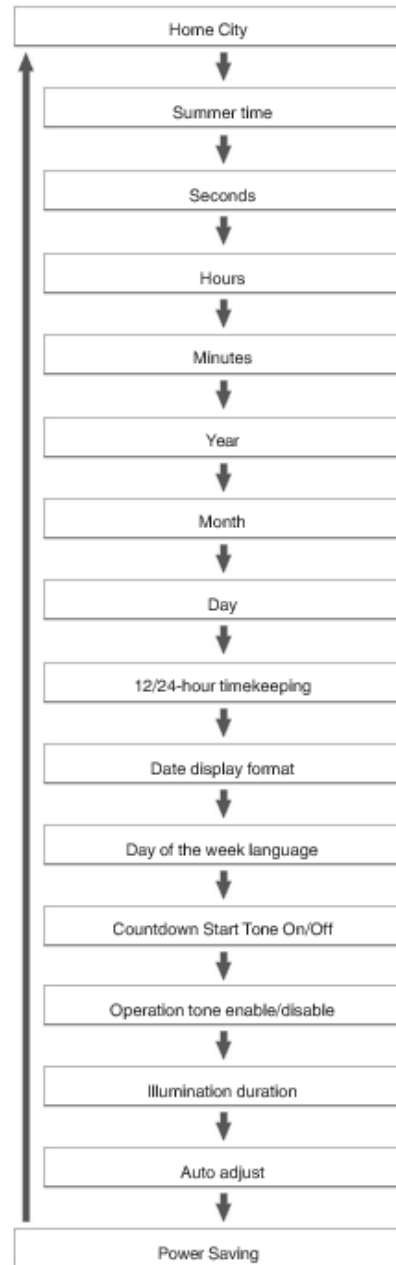 Home City
Summer time
Seconds
Hours
Minutes
Year
Month
Day
12/24-hour timekeeping
Date display format
Day of the week language
Countdown Start Tone On/Off
Operation tone enable/disable
Illumination duration
Auto adjust
Power Saving